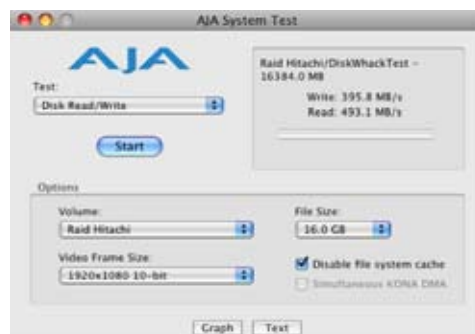 AJA System Test
AJA
Test:
Disk Read/Write
Start
Raid Hitachi/DiskWhackTest -
16384.0 MB
Write: 395.8 MB/s
Read: 493.1 MB/s
Options
Volume:
Raid Hitachi
File Size:
16.0 GB
Video Frame Size:
1920x1080 10-bit
Disable file system cache
Simultaneous KONA DMA
Graph
Text